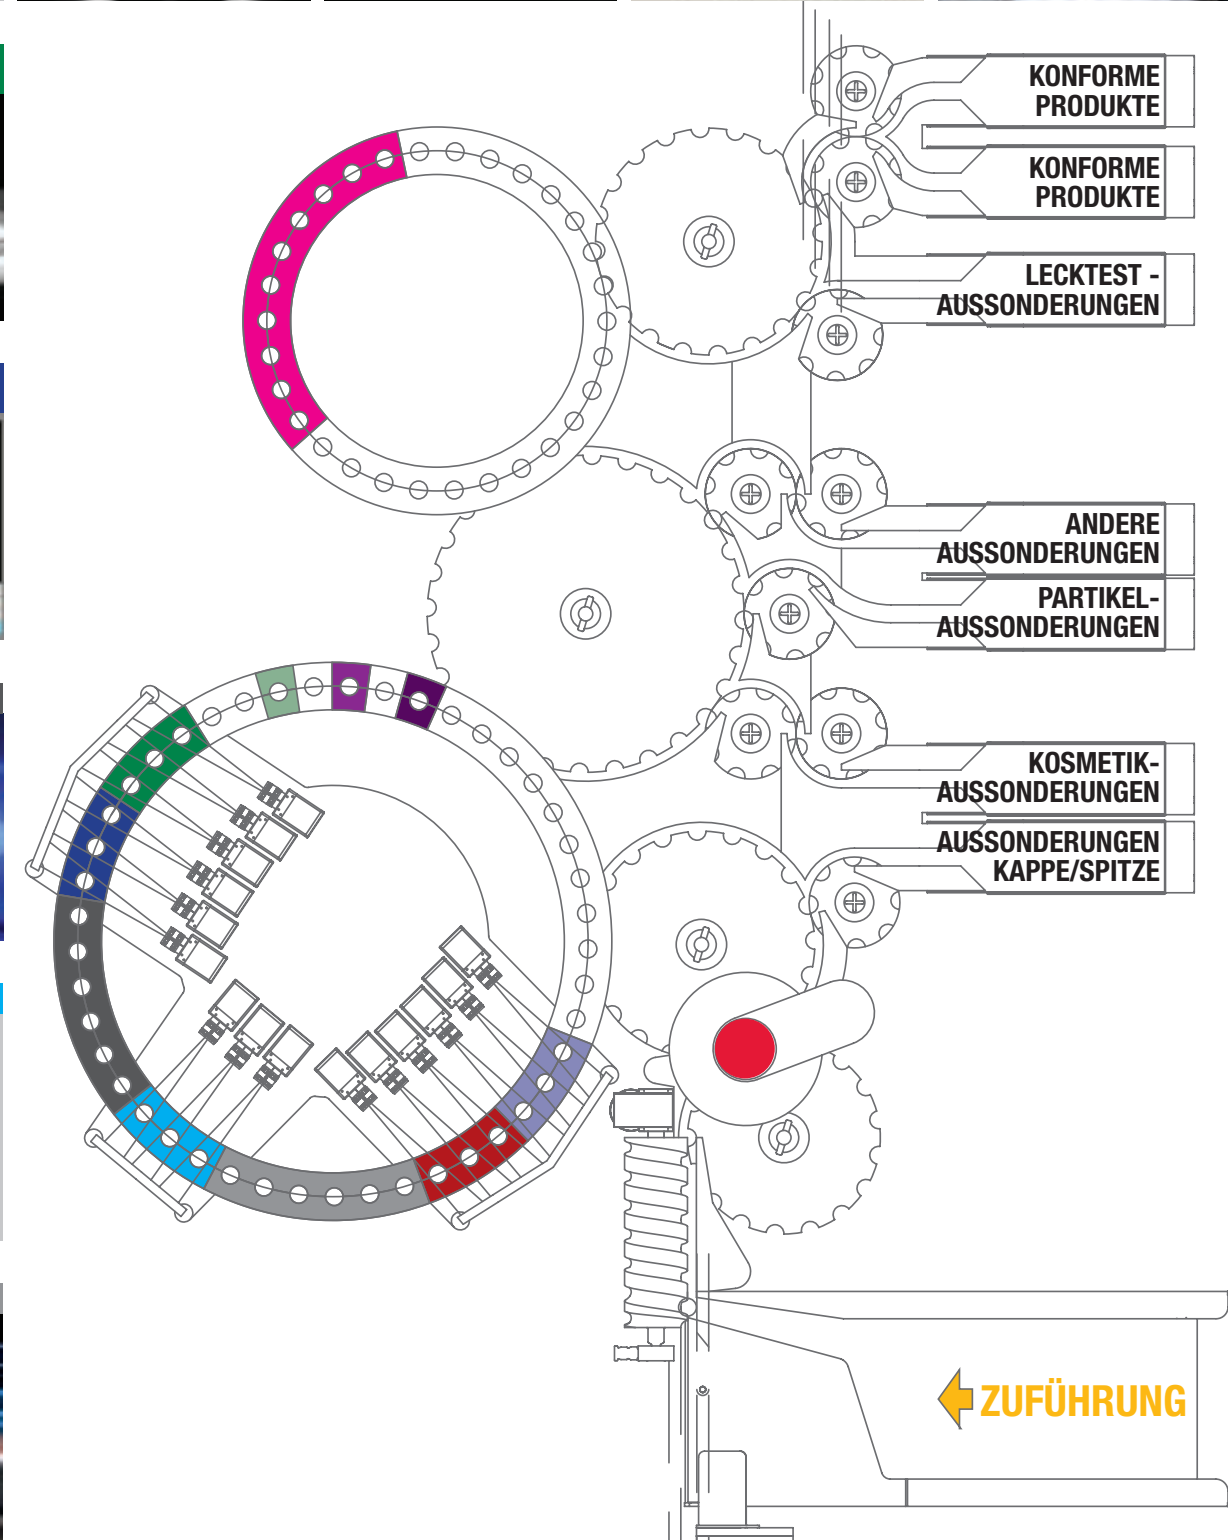 KONFORME
PRODUKTE
KONFORME
PRODUKTE
LECKTEST -
AUSSONDERUNGEN
ANDERE
AUSSONDERUNGEN
PARTIKEL-
AUSSONDERUNGEN
KOSMETIK-
AUSSONDERUNGEN
AUSSONDERUNGEN
KAPPE/SPITZE
ZUFÜHRUNG